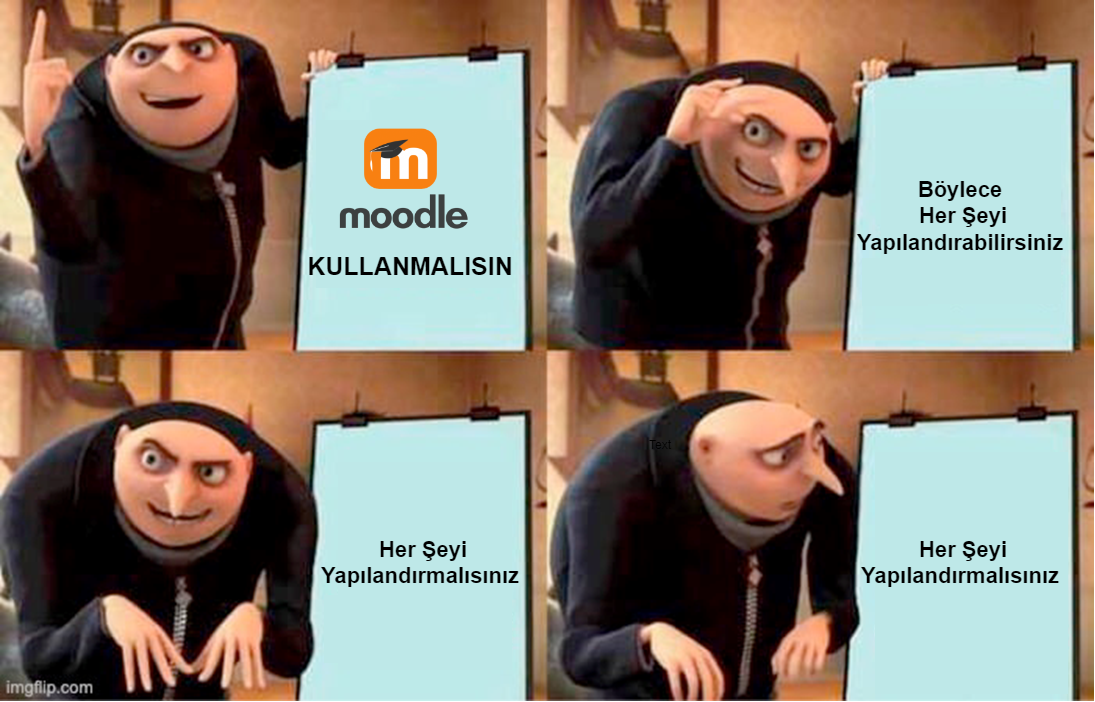 moodle
KULLANMALISIN
Böylece
Her Şeyi
Yapılandırabilirsiniz
Her Şeyi
Yapılandırmalısınız
Text
Her Şeyi
Yapılandırmalısınız
imgflip.com